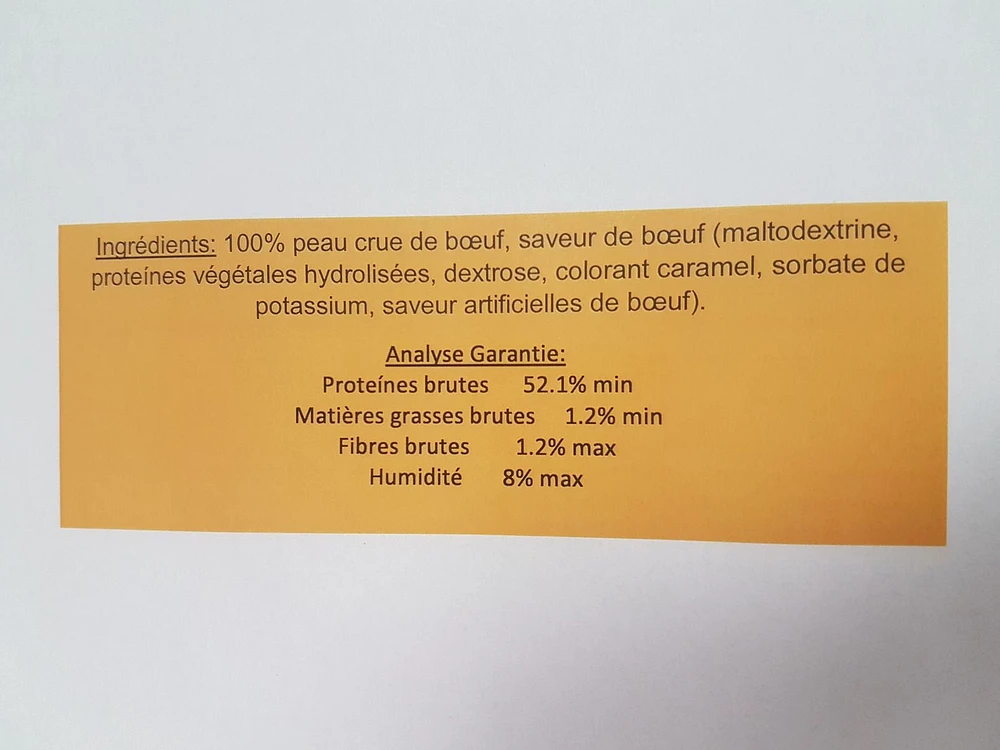 Ingrédients: 100% peau crue de bœuf, saveur de bœuf (maltodextrine,
proteínes végétales hydrolisées, dextrose, colorant caramel, sorbate de
potassium, saveur artificielles de bœuf).
Analyse Garantie:
Proteínes brutes 52.1% min
Matières grasses brutes 1.2% min
Fibres brutes 1.2% max
Humidité 8% max